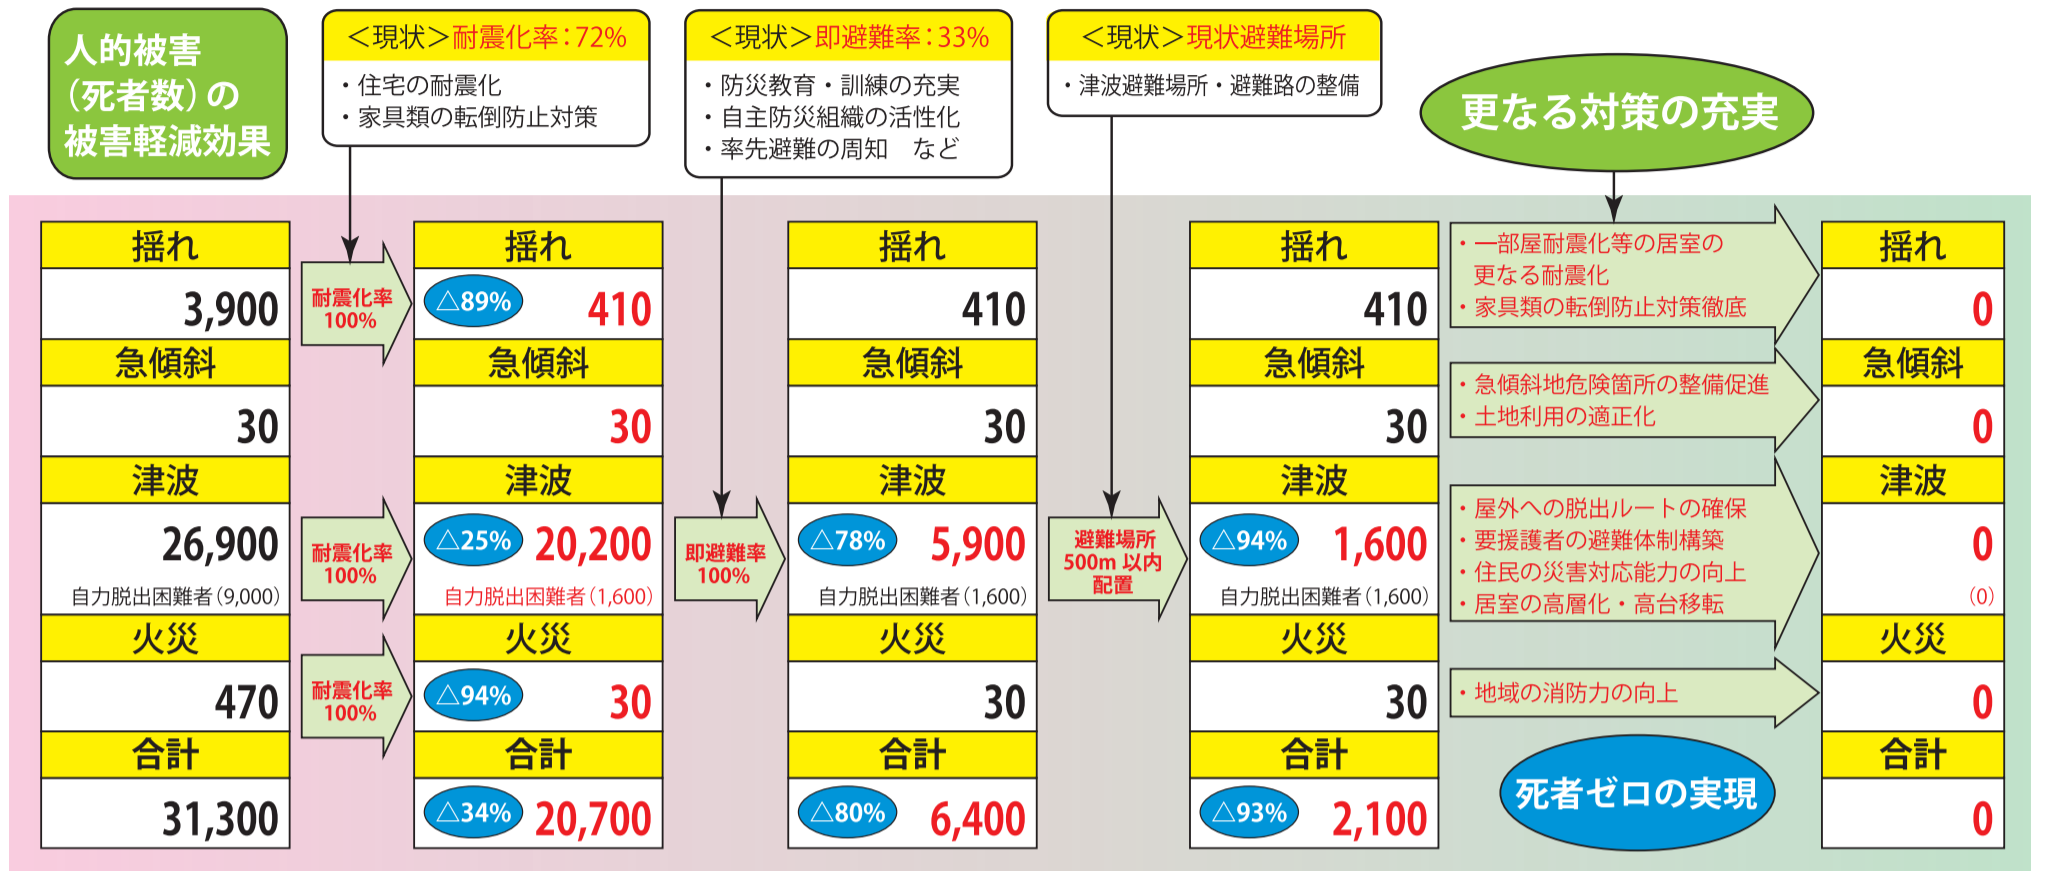 人的被害
（死者数）の
被害軽減効果
＜現状＞耐震化率：72%
・住宅の耐震化
・家具類の転倒防止対策
＜現状＞即避難率：33%
・防災教育・訓練の充実
・自主防災組織の活性化
・率先避難の周知　など
＜現状＞現状避難場所
・津波避難場所・避難路の整備
更なる対策の充実
揺れ
3,900
急傾斜
30
津波
26,900
自力脱出困難者（9,000）
火災
470
合計
31,300
耐震化率
100%
耐震化率
100%
耐震化率
100%
揺れ
△89%
410
急傾斜
30
津波
△25%
20,200
自力脱出困難者（1,600）
火災
△94%
30
合計
△34%
20,700
即避難率
100%
揺れ
410
急傾斜
30
津波
△78%
5,900
自力脱出困難者（1,600）
火災
30
合計
△80%
6,400
避難場所
500m 以内
配置
揺れ
410
急傾斜
30
津波
△94%
1,600
自力脱出困難者（1,600）
火災
30
合計
△93%
2,100
・一部屋耐震化等の居室の
更なる耐震化
・家具類の転倒防止対策徹底
・急傾斜地危険箇所の整備促進
・土地利用の適正化
・屋外への脱出ルートの確保
・要援護者の避難体制構築
・住民の災害対応能力の向上
・居室の高層化・高台移転
・地域の消防力の向上
死者ゼロの実現
揺れ
0
急傾斜
0
津波
0
（0）
火災
0
合計
0